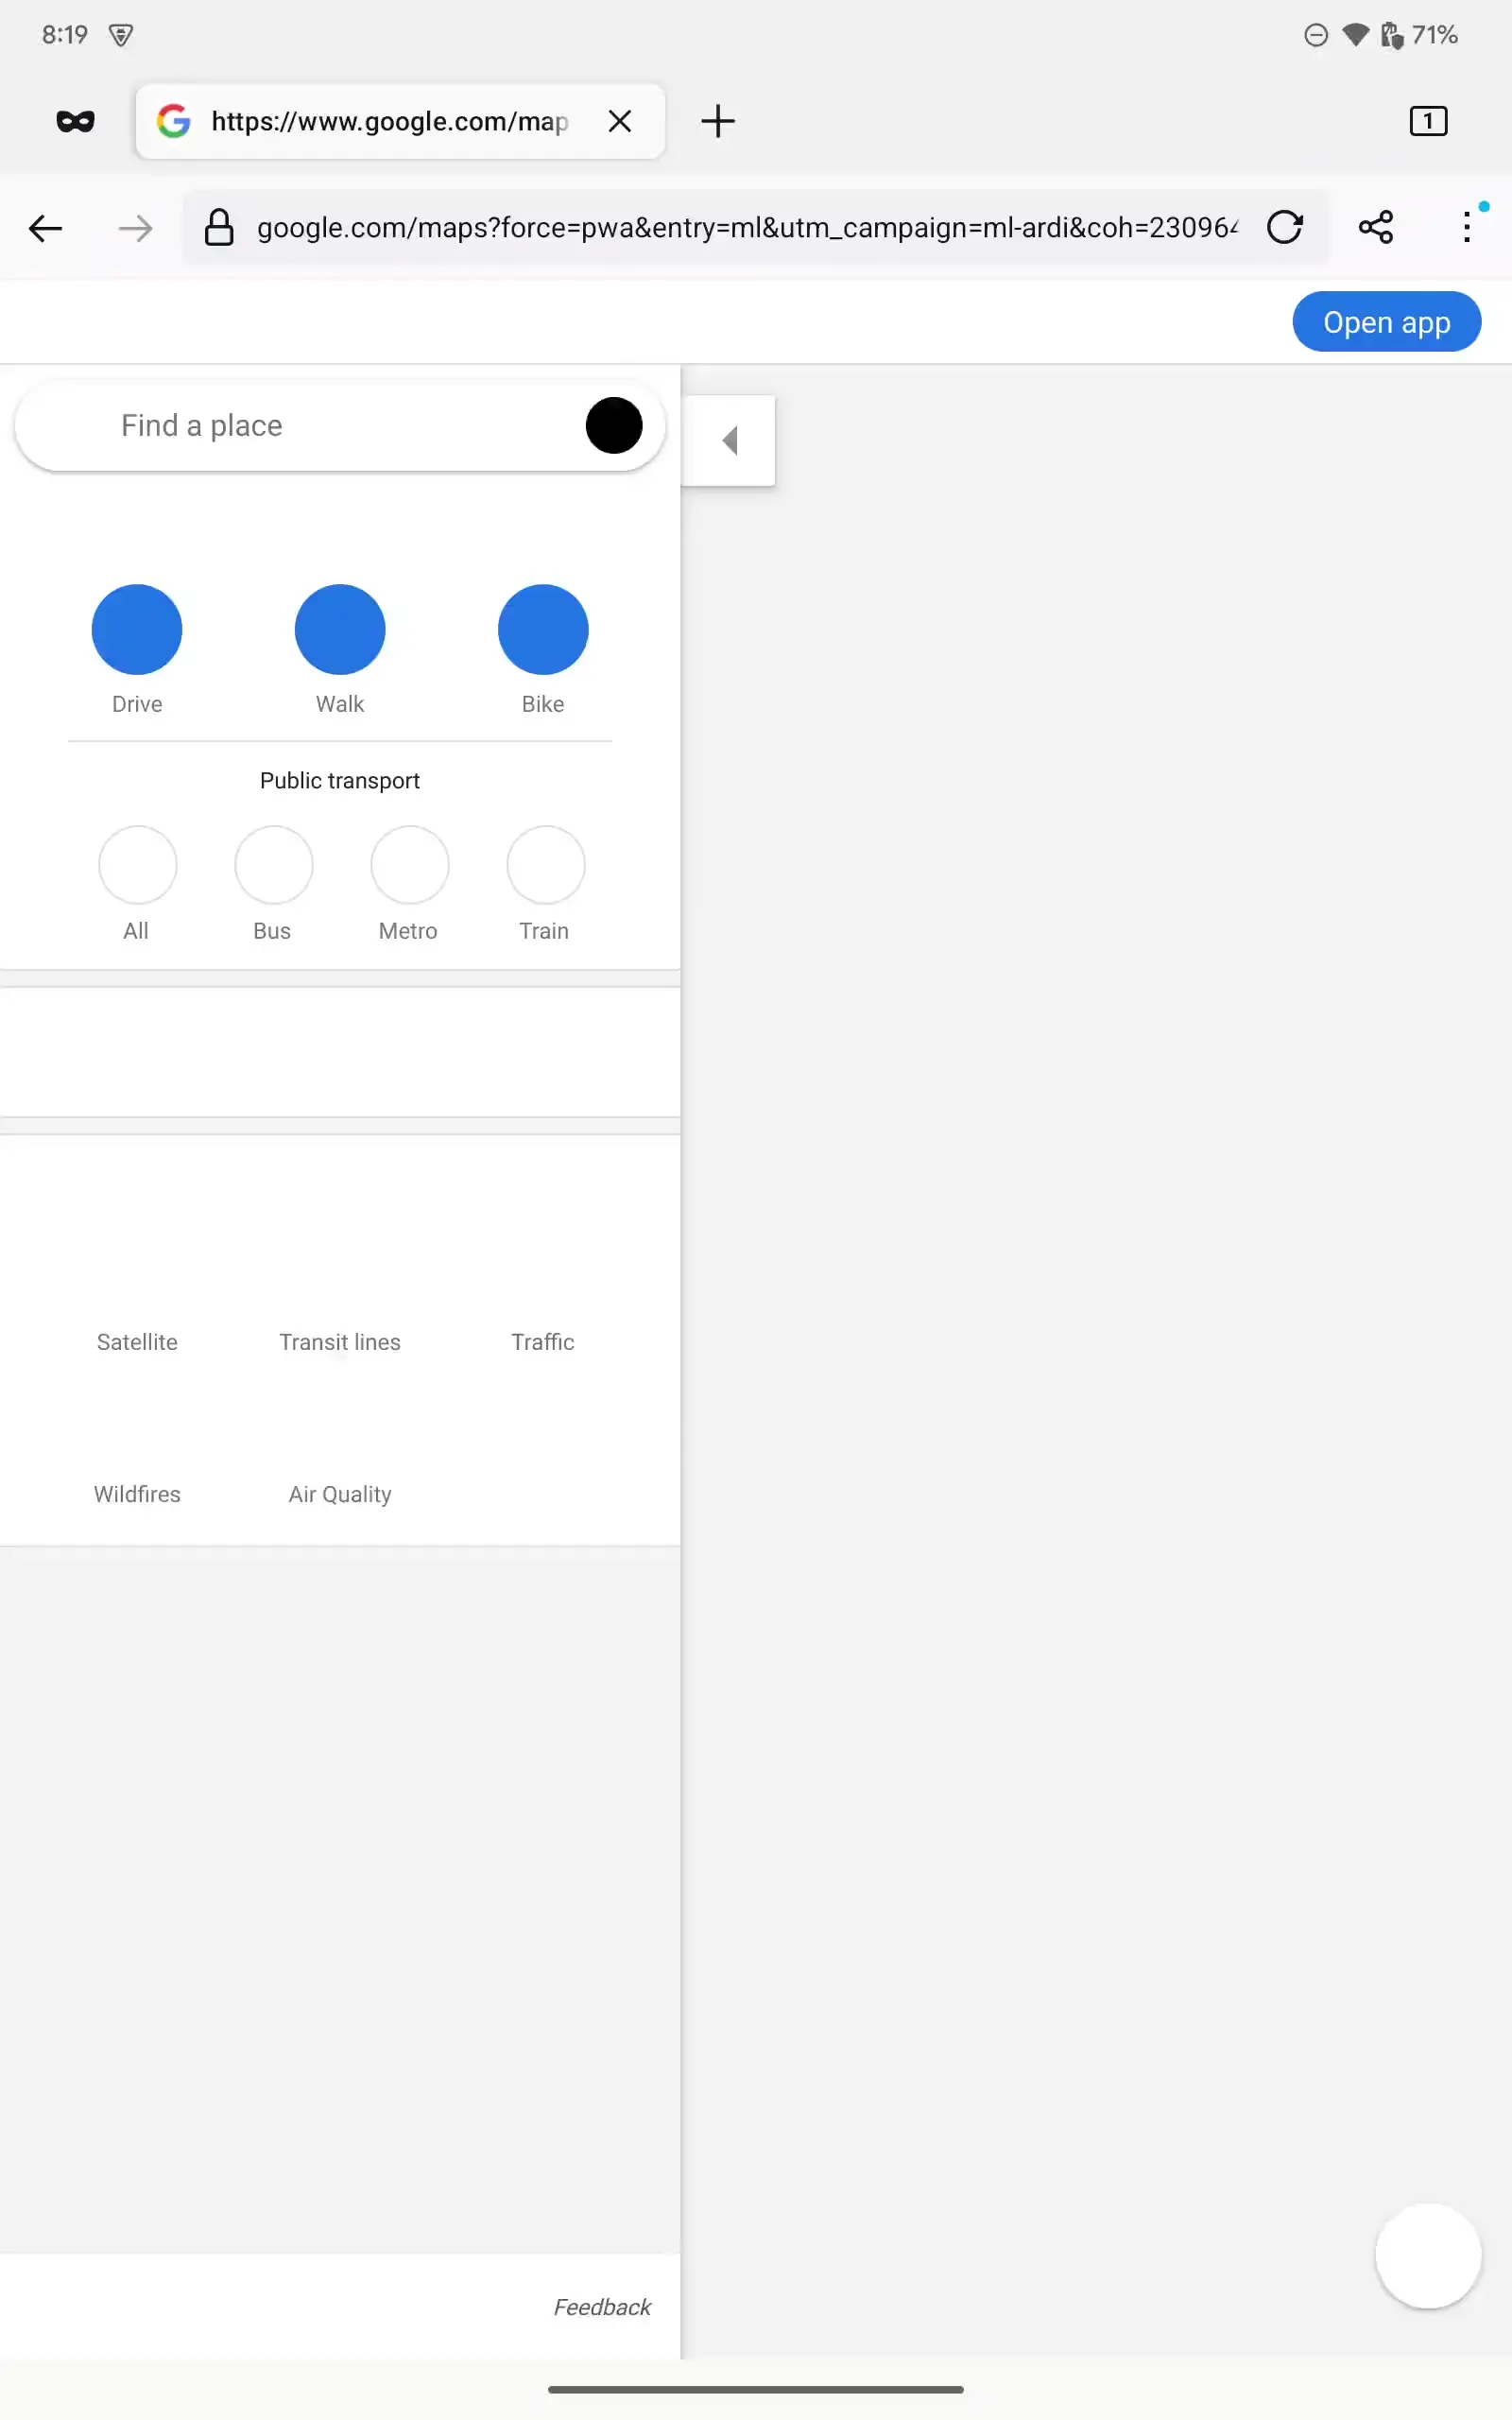 8:19
71%
https://www.google.com/map
1
google.com/maps?force=pwa&entry=ml&utm_campaign=ml-ardi&coh=230964
Open app
Find a place
Drive
Walk
Bike
Public transport
All
Bus
Metro
Train
Satellite
Transit lines
Traffic
Wildfires
Air Quality
Feedback